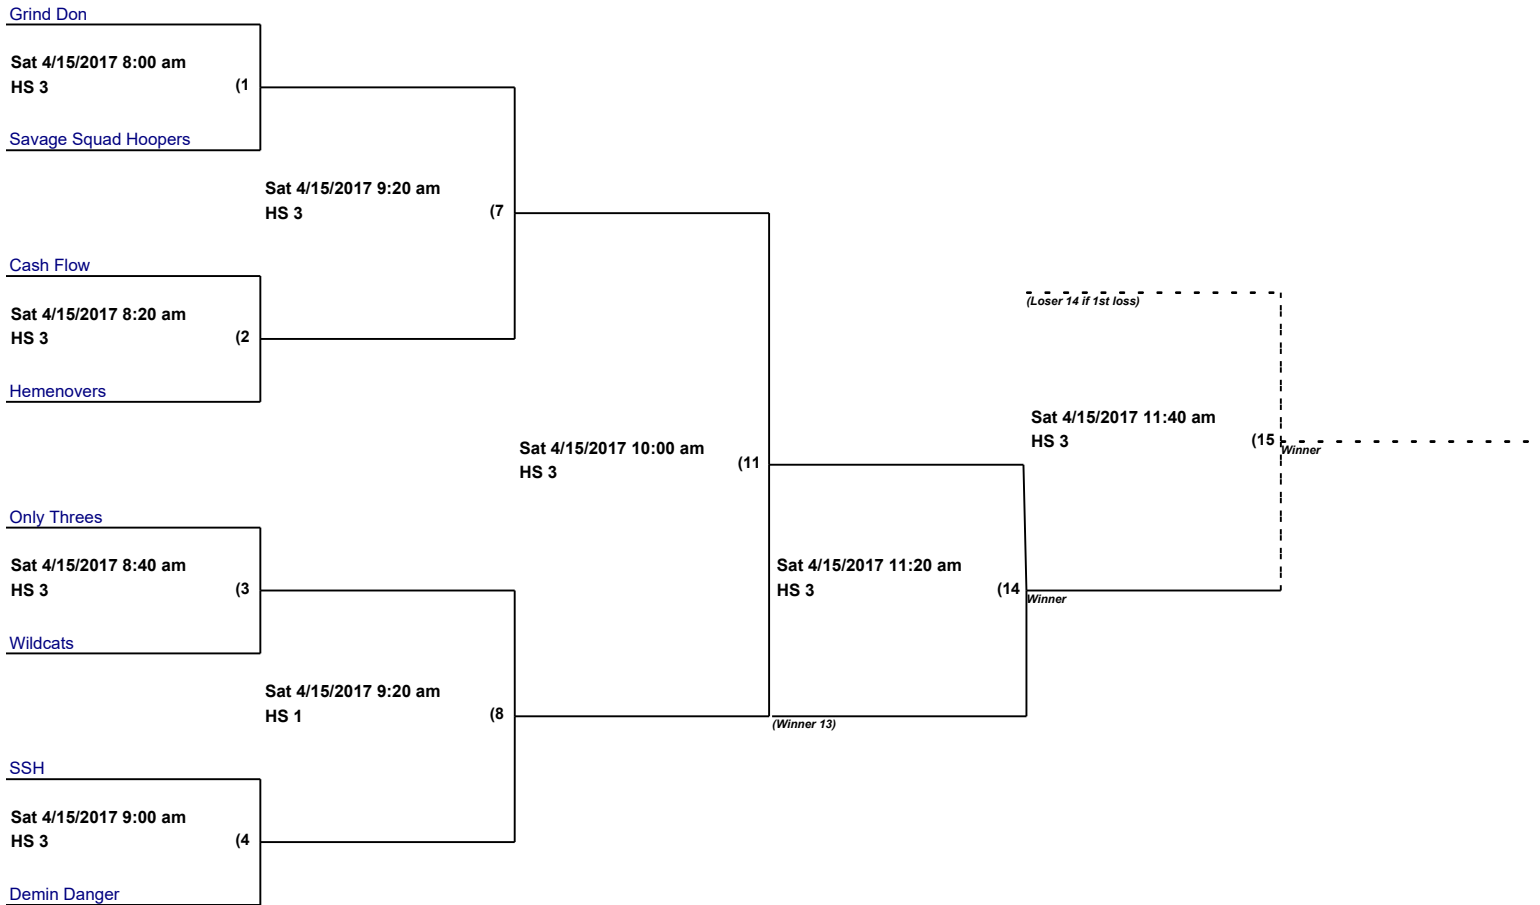 Grind Don
Sat 4/15/2017 8:00 am
HS 3 (1
Savage Squad Hoopers
Sat 4/15/2017 9:20 am
HS 3 (7
Cash Flow
Sat 4/15/2017 8:20 am
HS 3 (2
Hemenovers
(Loser 14 if 1st loss)
Sat 4/15/2017 11:40 am
HS 3 (15
Winner
Sat 4/15/2017 10:00 am
HS 3 (11
Only Threes
Sat 4/15/2017 8:40 am
HS 3 (3
Wildcats
Sat 4/15/2017 11:20 am
HS 3 (14
Winner
Sat 4/15/2017 9:20 am
HS 1 (8
(Winner 13)
SSH
Sat 4/15/2017 9:00 am
HS 3 (4
Demin Danger